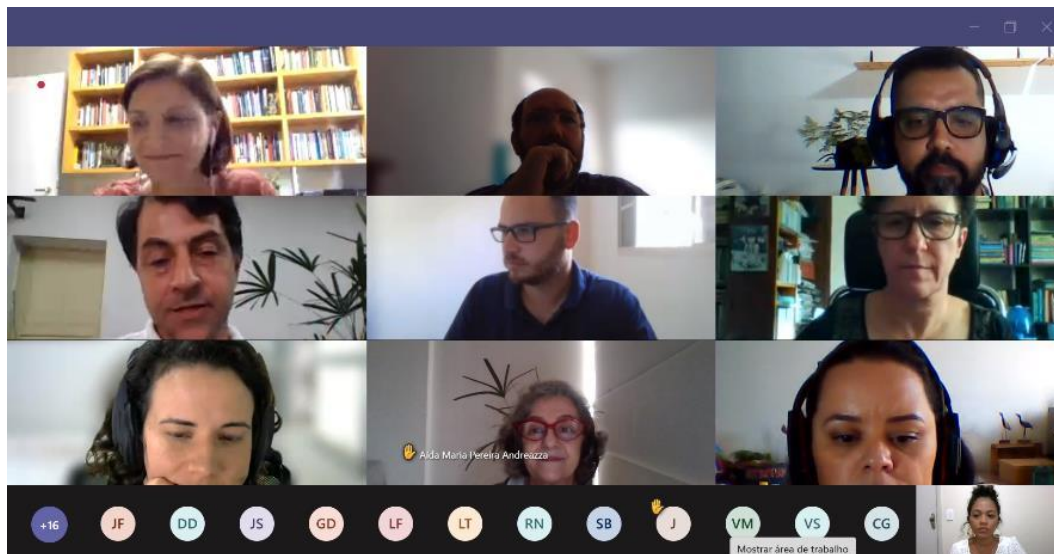 Alda Maria Pereira Andreazza
+16
JF
DD
JS
GD
LF
LT
RN
SB
J
VM
VS
CG
Mostrar área de trabalho